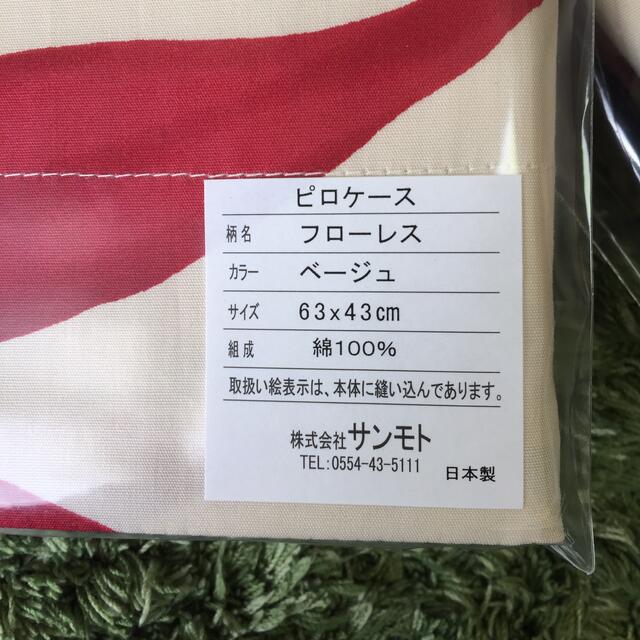 ピロケース
柄名 フローレス
カラー ベージュ
サイズ 63x43cm
組成 綿100%
取扱い絵表示は、本体に縫い込んであります。
株式会社サンモト
TEL:0554-43-5111 日本製